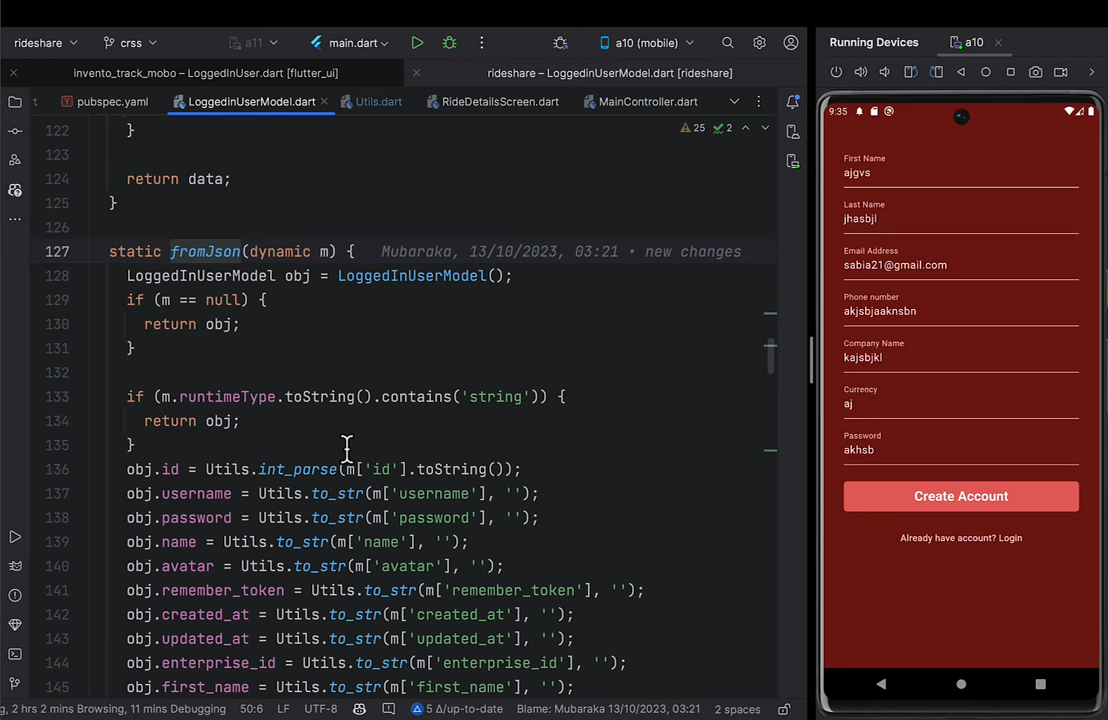 rideshare
crss
a11
main.dart
a10 (mobile)
Running Devices
a10
invento_track_mobo – LoggedInUser.dart [flutter_ui]
rideshare – LoggedinUserModel.dart [rideshare]
pubspec.yaml
LoggedinUserModel.dart
Utils.dart
RideDetailsScreen.dart
MainController.dart
25
2
122 }
123
124 return data;
125 }
126
127 static fromJson(dynamic m) { Mubaraka, 13/10/2023, 03:21 • new changes
128 LoggedInUserModel obj = LoggedInUserModel();
129 if (m == null) {
130 return obj;
131 }
132
133 if (m.runtimeType.toString().contains('string')) {
134 return obj;
135 }
136 obj.id = Utils.int_parse(m['id'].toString());
137 obj.username = Utils.to_str(m['username'], '');
138 obj.password = Utils.to_str(m['password'], '');
139 obj.name = Utils.to_str(m['name'], '');
140 obj.avatar = Utils.to_str(m['avatar'], '');
141 obj.remember_token = Utils.to_str(m['remember_token'], '');
142 obj.created_at = Utils.to_str(m['created_at'], '');
143 obj.updated_at = Utils.to_str(m['updated_at'], '');
144 obj.enterprise_id = Utils.to_str(m['enterprise_id'], '');
145 obj.first_name = Utils.to_str(m['first_name'], '');
g, 2 hrs 2 mins Browsing, 11 mins Debugging
50:6
LF
UTF-8
5 Δ/up-to-date
Blame: Mubaraka 13/10/2023, 03:21
2 spaces
9:35
First Name
ajgvs
Last Name
jhasbjl
Email Address
sabia21@gmail.com
Phone number
akjsbjaaknsbn
Company Name
kajsbjkl
Currency
aj
Password
akhsb
Create Account
Already have account? Login